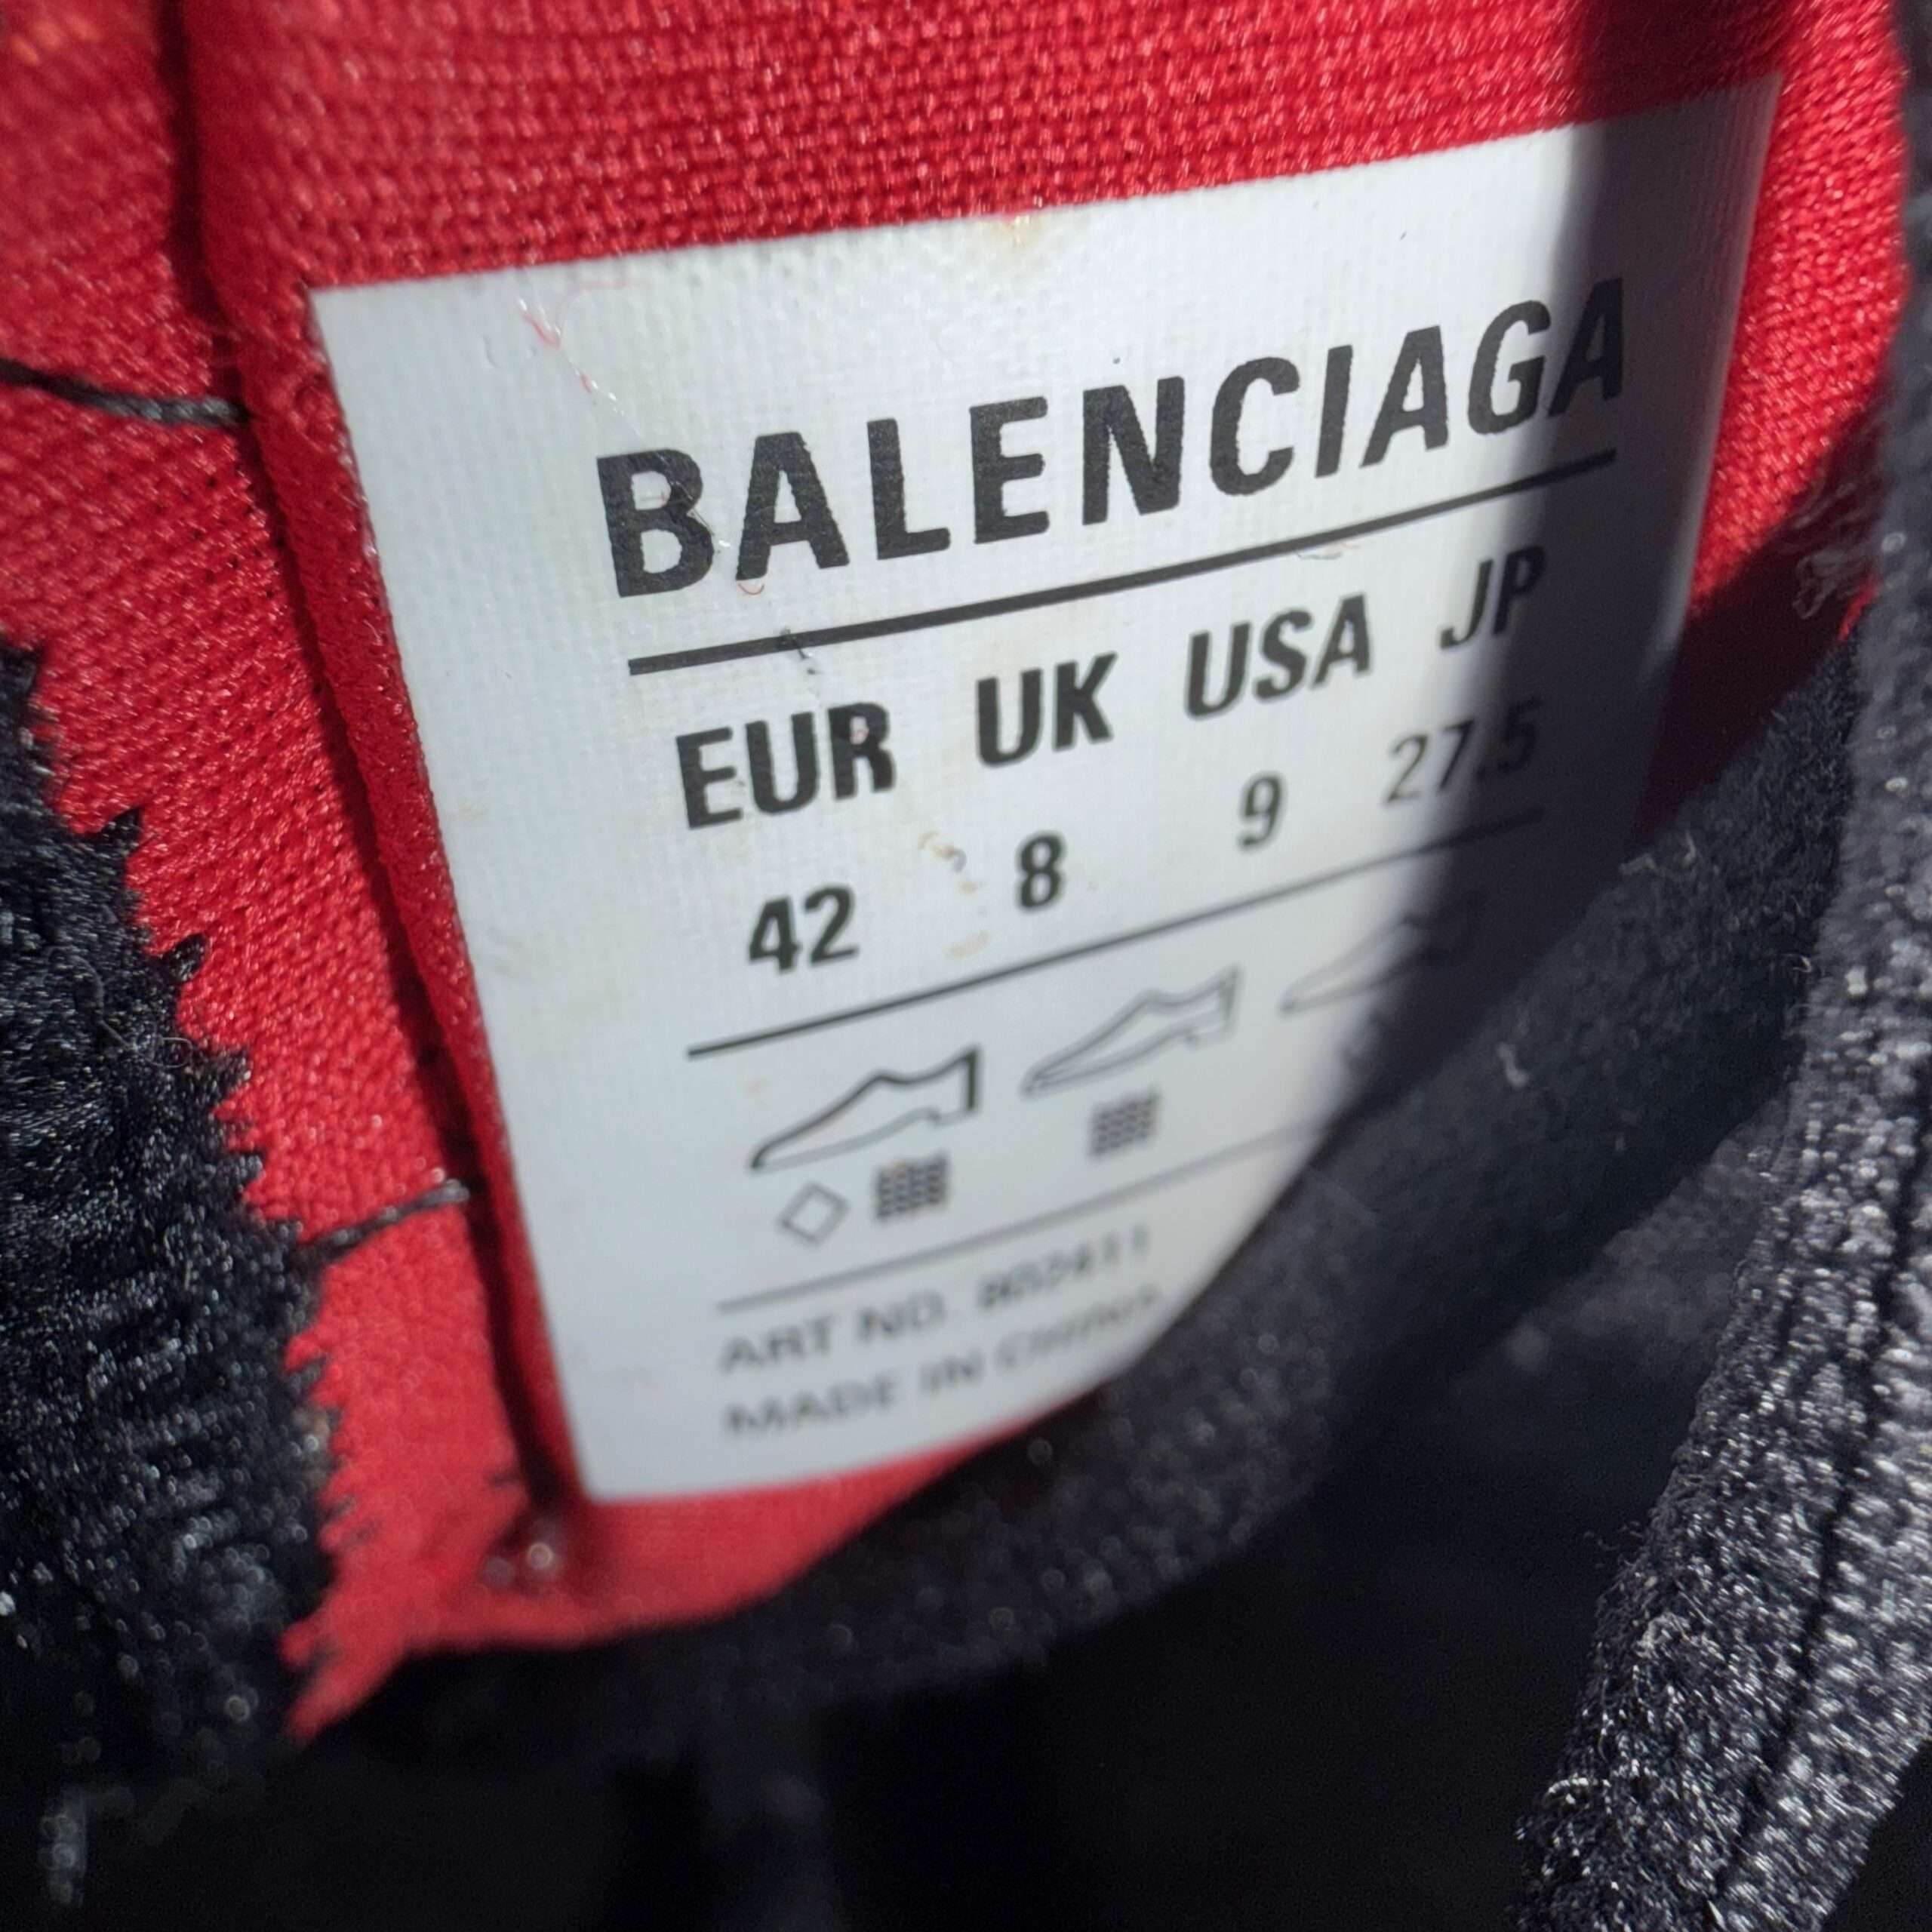 BALENCIAGA
EUR UK USA JP
42 8 9 27.5
ART NO.
MADE IN CHINA